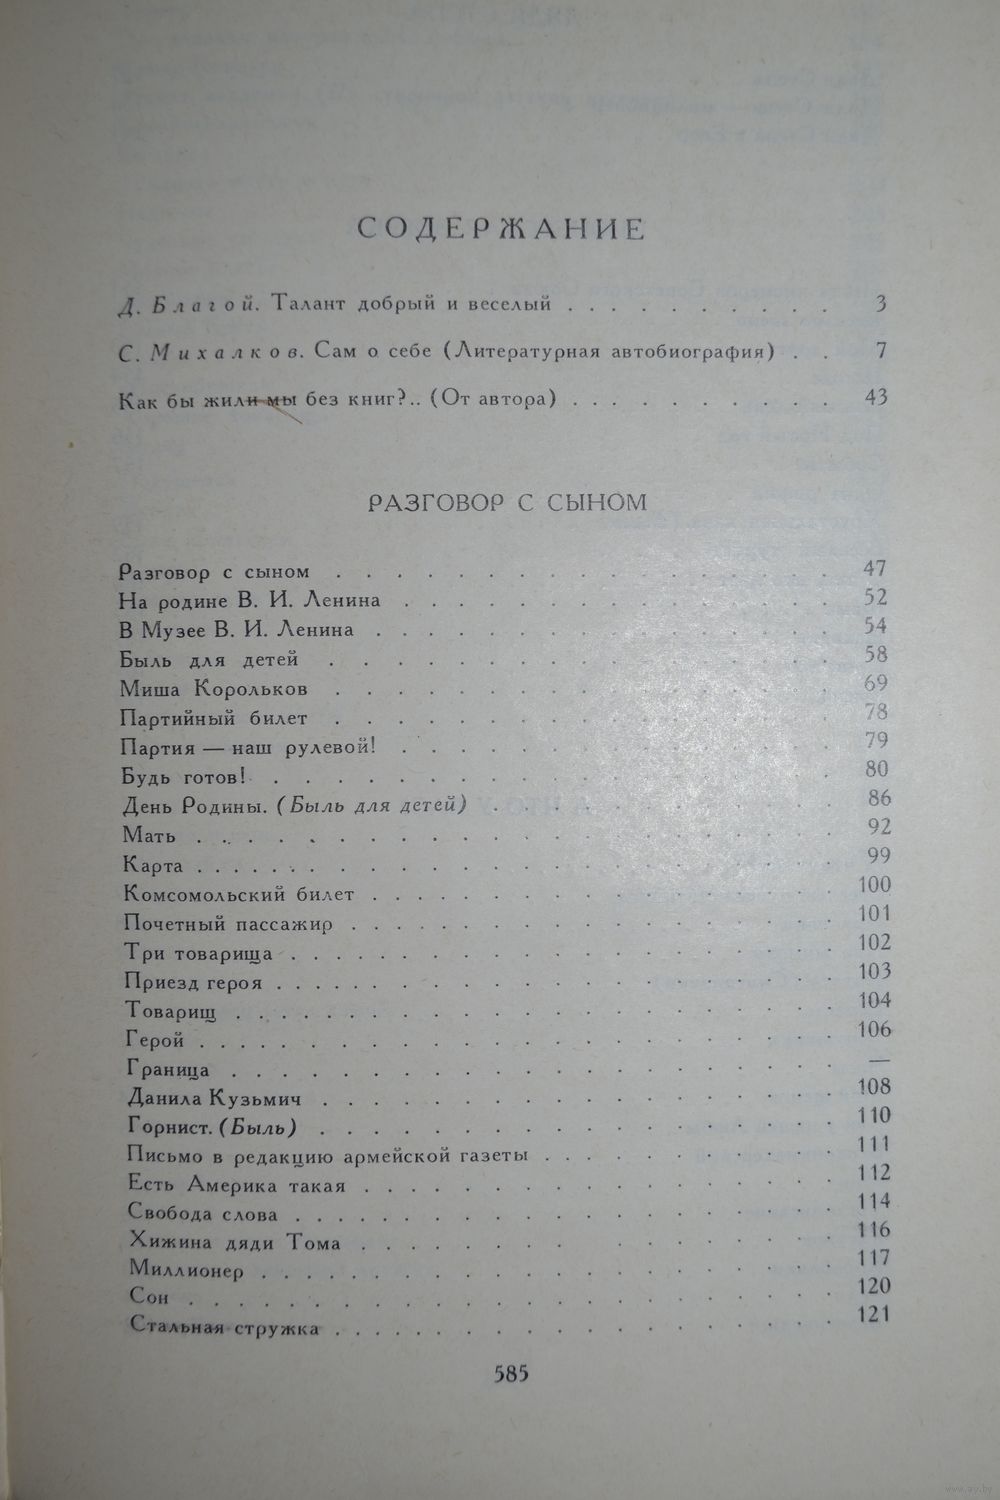 СОДЕРЖАНИЕ
Д. Благой. Талант добрый и веселый . . . . . . . . . . 3
С. Михалков. Сам о себе (Литературная автобиография) . . 7
Как бы жили мы без книг?.. (От автора) . . . . . . . . . . 43
РАЗГОВОР С СЫНОМ
Разговор с сыном . . . . . . . . . . . . . . . . . 47
На родине В. И. Ленина . . . . . . . . . . . . . . 52
В Музее В. И. Ленина . . . . . . . . . . . . . . . 54
Быль для детей . . . . . . . . . . . . . . . . . 58
Миша Корольков . . . . . . . . . . . . . . . . . 69
Партийный билет . . . . . . . . . . . . . . . . . 78
Партия — наш рулевой! . . . . . . . . . . . . . . 79
Будь готов! . . . . . . . . . . . . . . . . . . . 80
День Родины. (Быль для детей) . . . . . . . . . . . 86
Мать . . . . . . . . . . . . . . . . . . . . . . 92
Карта . . . . . . . . . . . . . . . . . . . . . . 99
Комсомольский билет . . . . . . . . . . . . . . . . 100
Почетный пассажир . . . . . . . . . . . . . . . . . 101
Три товарища . . . . . . . . . . . . . . . . . . . 102
Приезд героя . . . . . . . . . . . . . . . . . . . 103
Товарищ . . . . . . . . . . . . . . . . . . . . . 104
Герой . . . . . . . . . . . . . . . . . . . . . . 106
Граница . . . . . . . . . . . . . . . . . . . . . —
Данила Кузьмич . . . . . . . . . . . . . . . . . . 108
Горнист. (Быль) . . . . . . . . . . . . . . . . . . 110
Письмо в редакцию армейской газеты . . . . . . . . . . 111
Есть Америка такая . . . . . . . . . . . . . . . . . 112
Свобода слова . . . . . . . . . . . . . . . . . . . 114
Хижина дяди Тома . . . . . . . . . . . . . . . . . 116
Миллионер . . . . . . . . . . . . . . . . . . . . 117
Сон . . . . . . . . . . . . . . . . . . . . . . . 120
Стальная стружка . . . . . . . . . . . . . . . . . . 121
585
www.ay.by